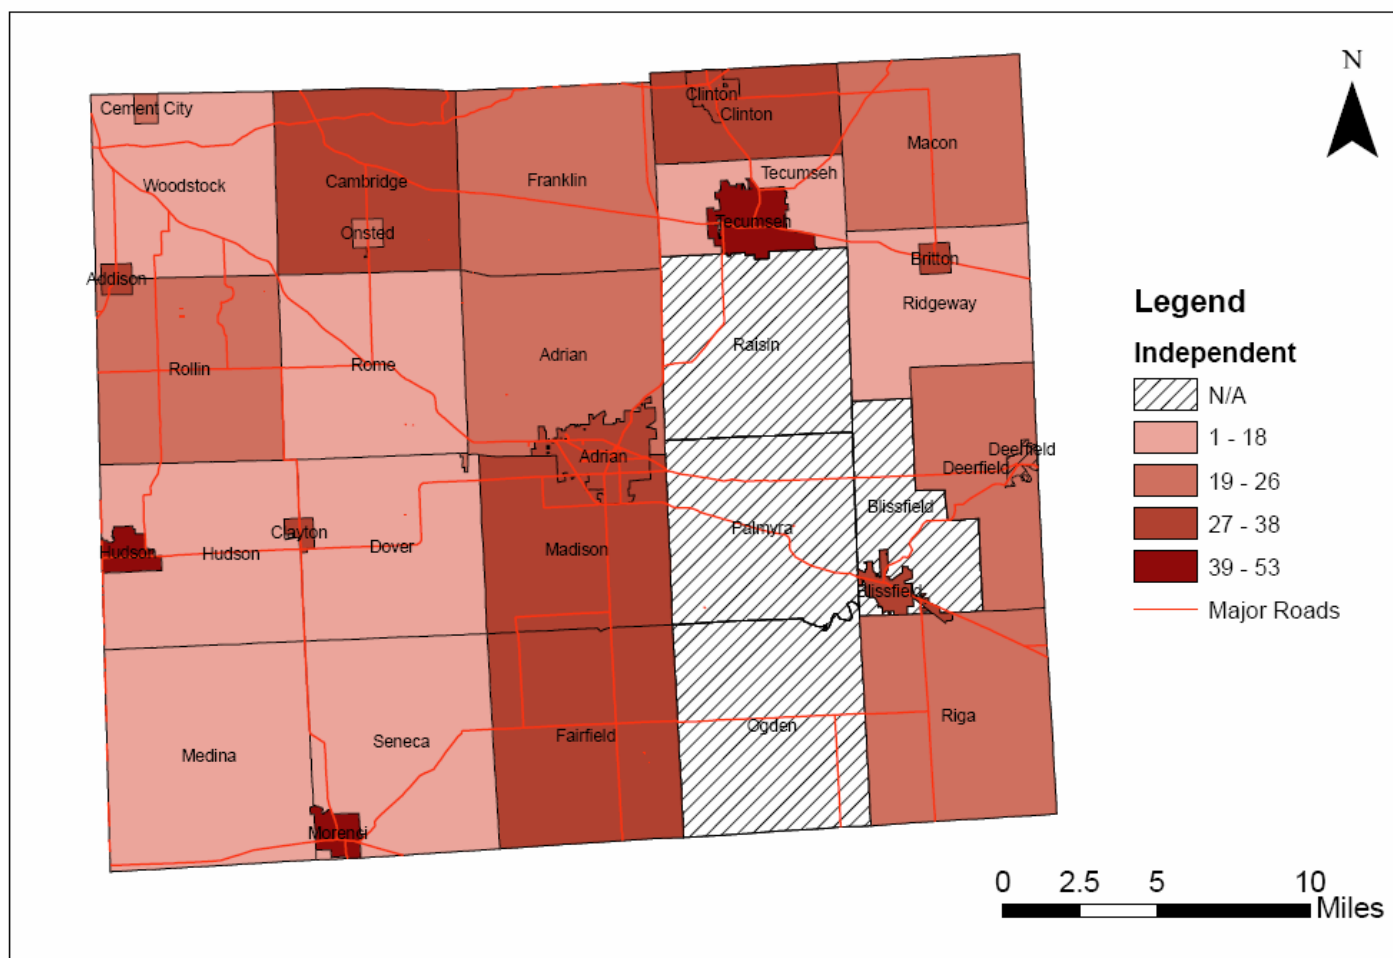 N
Cement City
Clinton
Clinton
Macon
Tecumseh
Woodstock
Cambridge
Franklin
Tecumseh
Onsted
Britton
Addison
Ridgeway
Raisin
Adrian
Rollin
Rome
Adrian
Deerfield
Deerfield
Blissfield
Palmyra
Clayton
Hudson
Hudson
Dover
Madison
Blissfield
Riga
Ogden
Fairfield
Seneca
Medina
Morenci
Legend
Independent
N/A
1 - 18
19 - 26
27 - 38
39 - 53
Major Roads
0 2.5 5 10
Miles